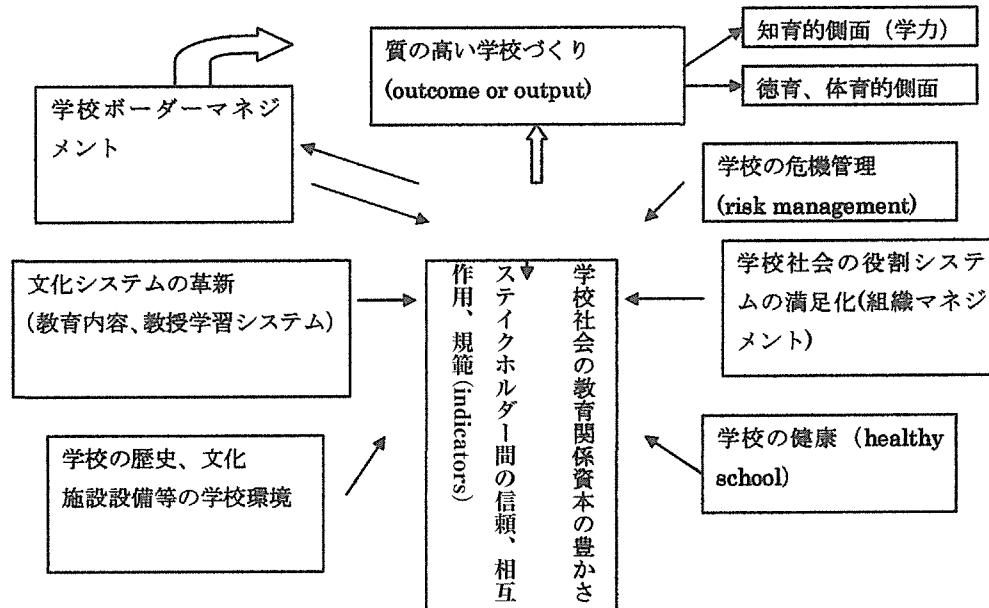 質の高い学校づくり
(outcome or output)
知育的側面（学力）
徳育、体育的側面
学校ボーダーマネジ
メント
学校の危機管理
(risk management)
文化システムの革新
(教育内容、教授学習システム)
学校社会の教育関係資本の豊かさ
ステイクホルダー間の信頼、相互
作用、規範(indicators)
学校社会の役割システ
ムの満足化(組織マネジ
メント)
学校の歴史、文化
施設設備等の学校環境
学校の健康（healthy
school)